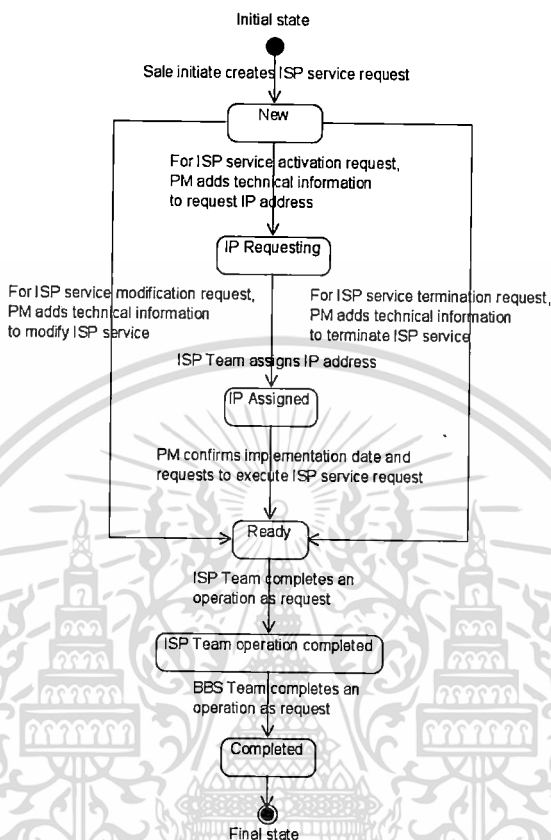 Initial state
Sale initiate creates ISP service request
New
For ISP service activation request,
PM adds technical information
to request IP address
IP Requesting
For ISP service modification request,
PM adds technical information
to modify ISP service
For ISP service termination request,
PM adds technical information
to terminate ISP service
ISP Team assigns IP address
IP Assigned
PM confirms implementation date and
requests to execute ISP service request
Ready
ISP Team completes an
operation as request
ISP Team operation completed
BBS Team completes an
operation as request
Completed
Final state